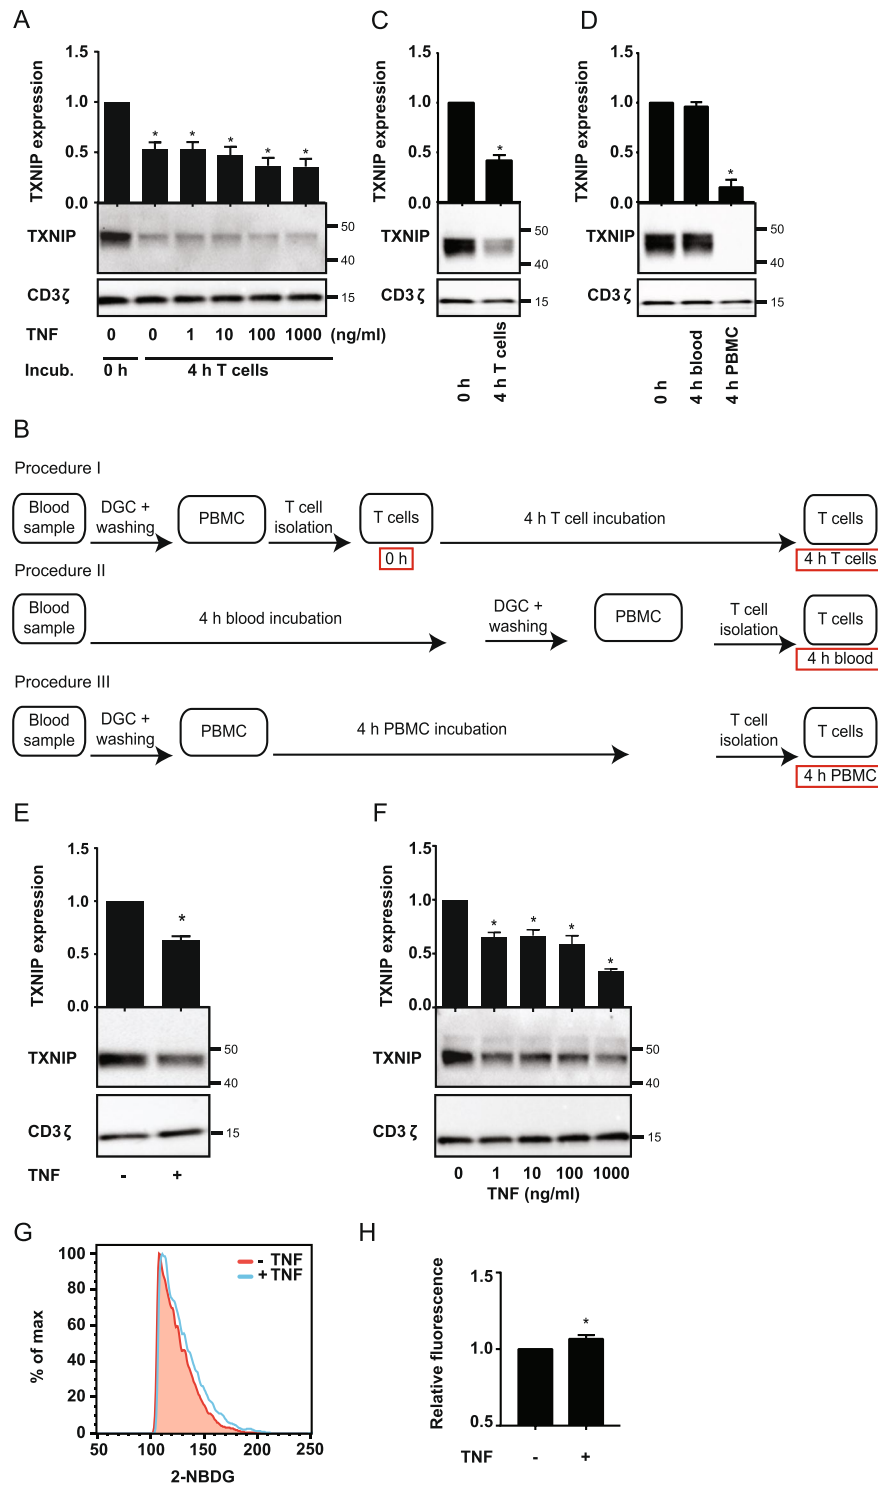 A
TXNIP expression
1.5
1.0
0.5
0.0
* * * * *
TXNIP
50
40
CD3 ζ
15
TNF 0 0 1 10 100 1000 (ng/ml)
Incub. 0 h 4 h T cells
C
TXNIP expression
1.5
1.0
0.5
0.0
*
TXNIP
50
40
CD3 ζ
15
0 h
4 h T cells
D
TXNIP expression
1.5
1.0
0.5
0.0
*
TXNIP
50
40
CD3 ζ
15
0 h
4 h blood
4 h PBMC
B
Procedure I
Blood sample
DGC + washing
PBMC
T cell isolation
T cells
0 h
4 h T cell incubation
T cells
4 h T cells
Procedure II
Blood sample
4 h blood incubation
DGC + washing
PBMC
T cell isolation
T cells
4 h blood
Procedure III
Blood sample
DGC + washing
PBMC
4 h PBMC incubation
T cell isolation
T cells
4 h PBMC
E
TXNIP expression
1.5
1.0
0.5
0.0
*
TXNIP
50
40
CD3 ζ
15
TNF - +
F
TXNIP expression
1.5
1.0
0.5
0.0
* * * *
TXNIP
50
40
CD3 ζ
15
0 1 10 100 1000
TNF (ng/ml)
G
% of max
100
80
60
40
20
0
- TNF
+ TNF
50 100 150 200 250
2-NBDG
H
Relative fluorescence
1.5
1.0
0.5
*
TNF - +